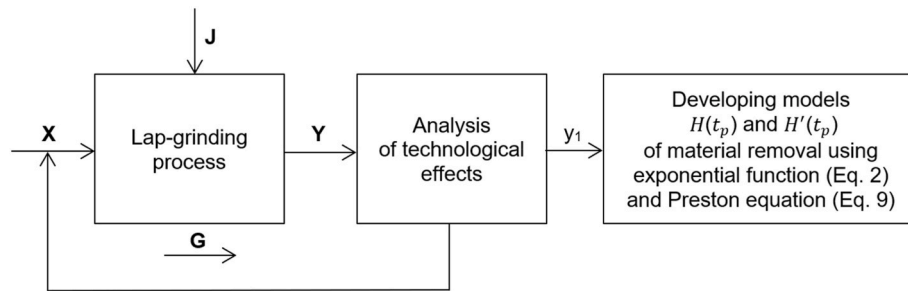 J
X
Lap-grinding
process
Y
G
Analysis
of technological
effects
y₁
Developing models
H(tₚ) and H′(tₚ)
of material removal using
exponential function (Eq. 2)
and Preston equation (Eq. 9)